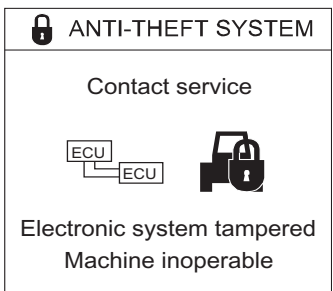 ANTI-THEFT SYSTEM
Contact service
ECU
ECU
Electronic system tampered
Machine inoperable